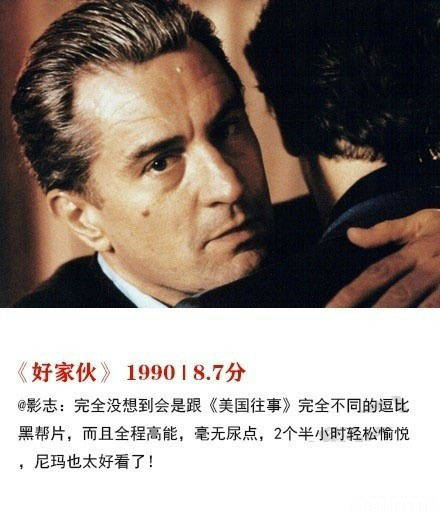 《好家伙》 1990 | 8.7分
@影志：完全没想到会是跟《美国往事》完全不同的逗比
黑帮片，而且全程高能，毫无尿点，2个半小时轻松愉悦
，尼玛也太好看了！